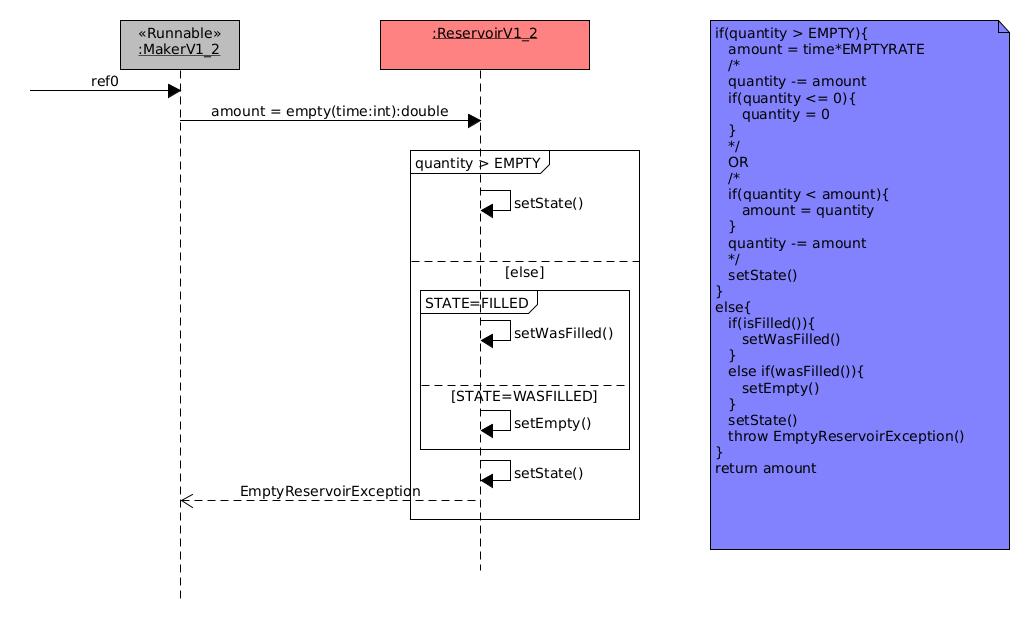 «Runnable»
:MakerV1_2
:ReservoirV1_2
ref0
amount = empty(time:int):double
quantity > EMPTY
setState()
[else]
STATE=FILLED
setWasFilled()
[STATE=WASFILLED]
setEmpty()
setState()
EmptyReservoirException
if(quantity > EMPTY){
amount = time*EMPTYRATE
/*
quantity -= amount
if(quantity <= 0){
quantity = 0
}
*/
OR
/*
if(quantity < amount){
amount = quantity
}
quantity -= amount
*/
setState()
}
else{
if(isFilled()){
setWasFilled()
}
else if(wasFilled()){
setEmpty()
}
setState()
throw EmptyReservoirException()
}
return amount